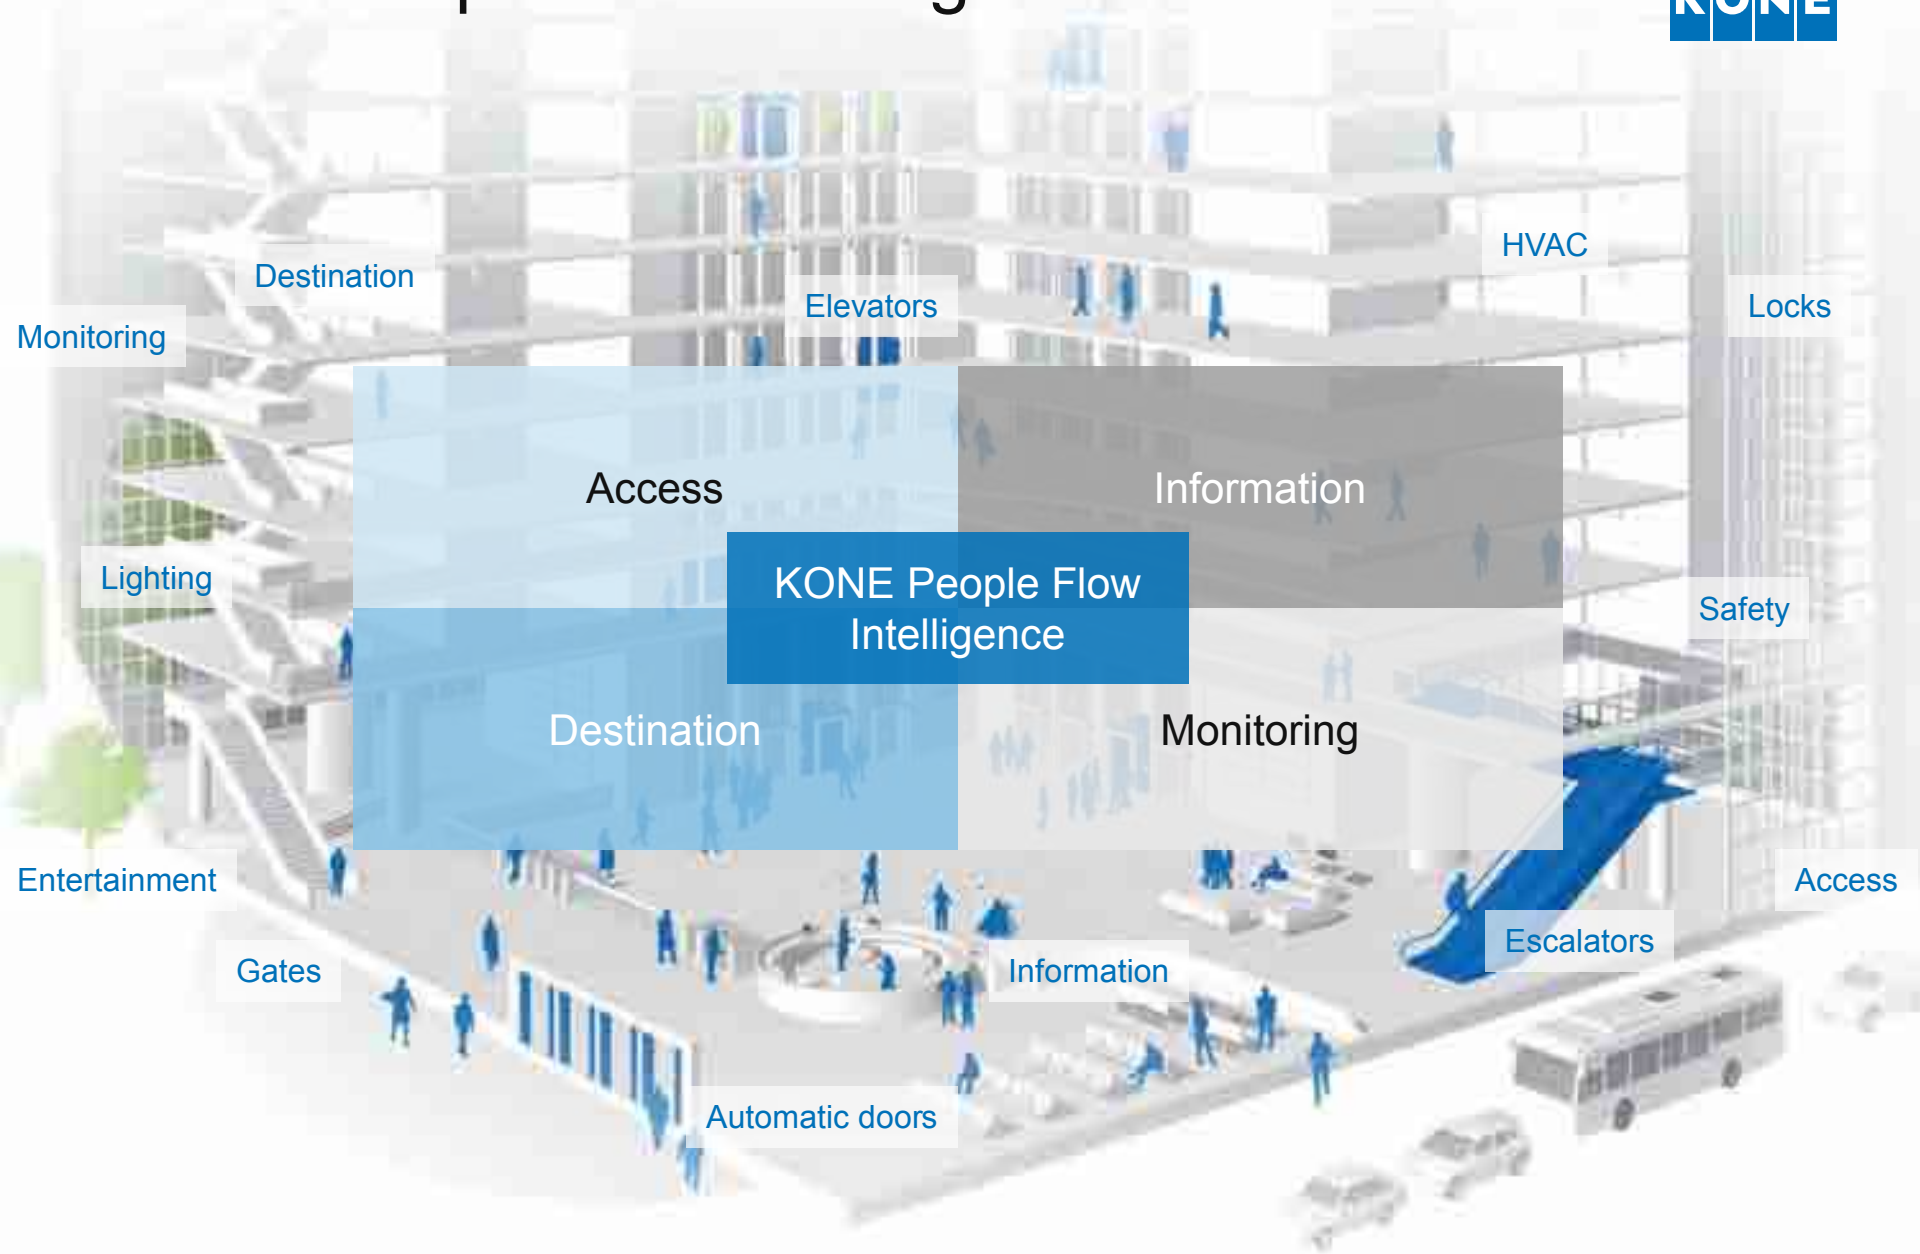 KONE
HVAC
Destination
Elevators
Locks
Monitoring
Access
Information
KONE People Flow
Intelligence
Lighting
Safety
Destination
Monitoring
Entertainment
Access
Escalators
Gates
Information
Automatic doors